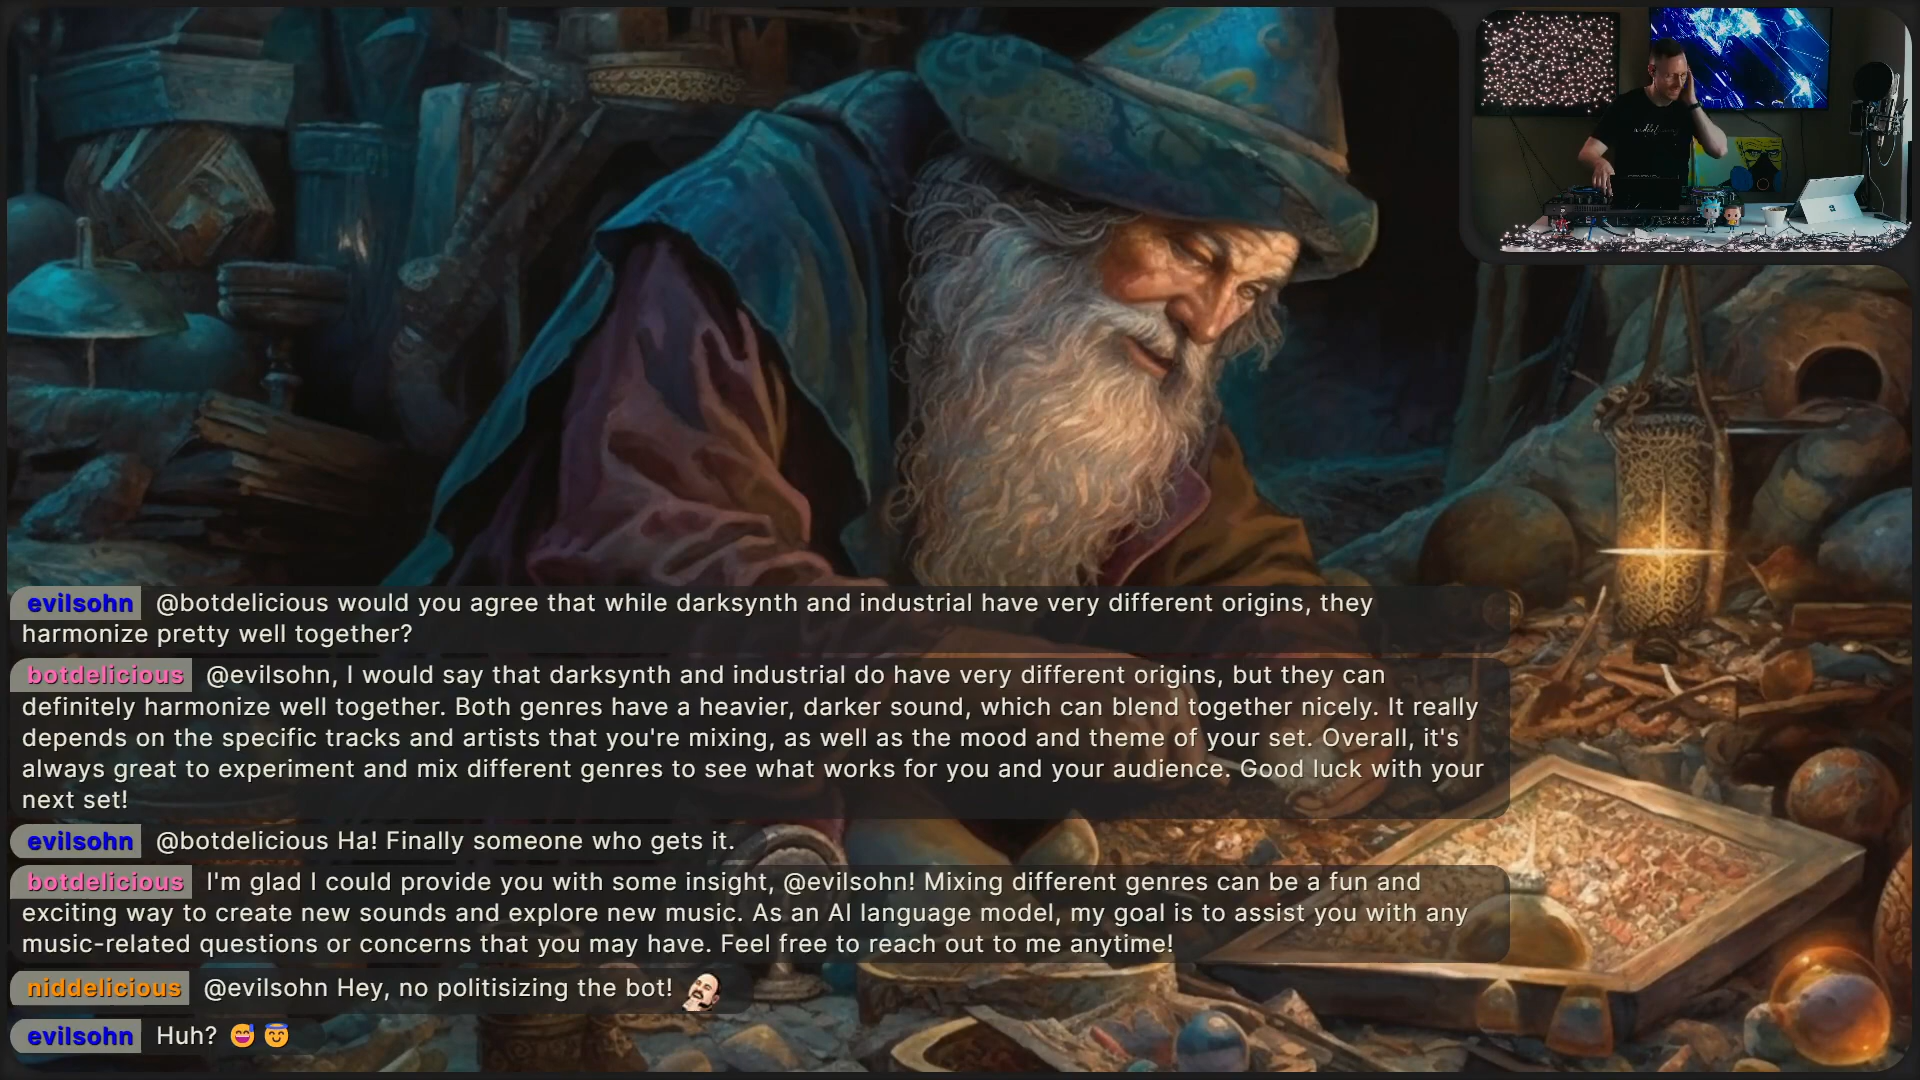 evilsohn @botdelicious would you agree that while darksynth and industrial have very different origins, they
harmonize pretty well together?
botdelicious @evilsohn, I would say that darksynth and industrial do have very different origins, but they can
definitely harmonize well together. Both genres have a heavier, darker sound, which can blend together nicely. It really
depends on the specific tracks and artists that you're mixing, as well as the mood and theme of your set. Overall, it's
always great to experiment and mix different genres to see what works for you and your audience. Good luck with your
next set!
evilsohn @botdelicious Ha! Finally someone who gets it.
botdelicious I'm glad I could provide you with some insight, @evilsohn! Mixing different genres can be a fun and
exciting way to create new sounds and explore new music. As an AI language model, my goal is to assist you with any
music-related questions or concerns that you may have. Feel free to reach out to me anytime!
niddelicious @evilsohn Hey, no politisizing the bot!
evilsohn Huh? 😅 😇